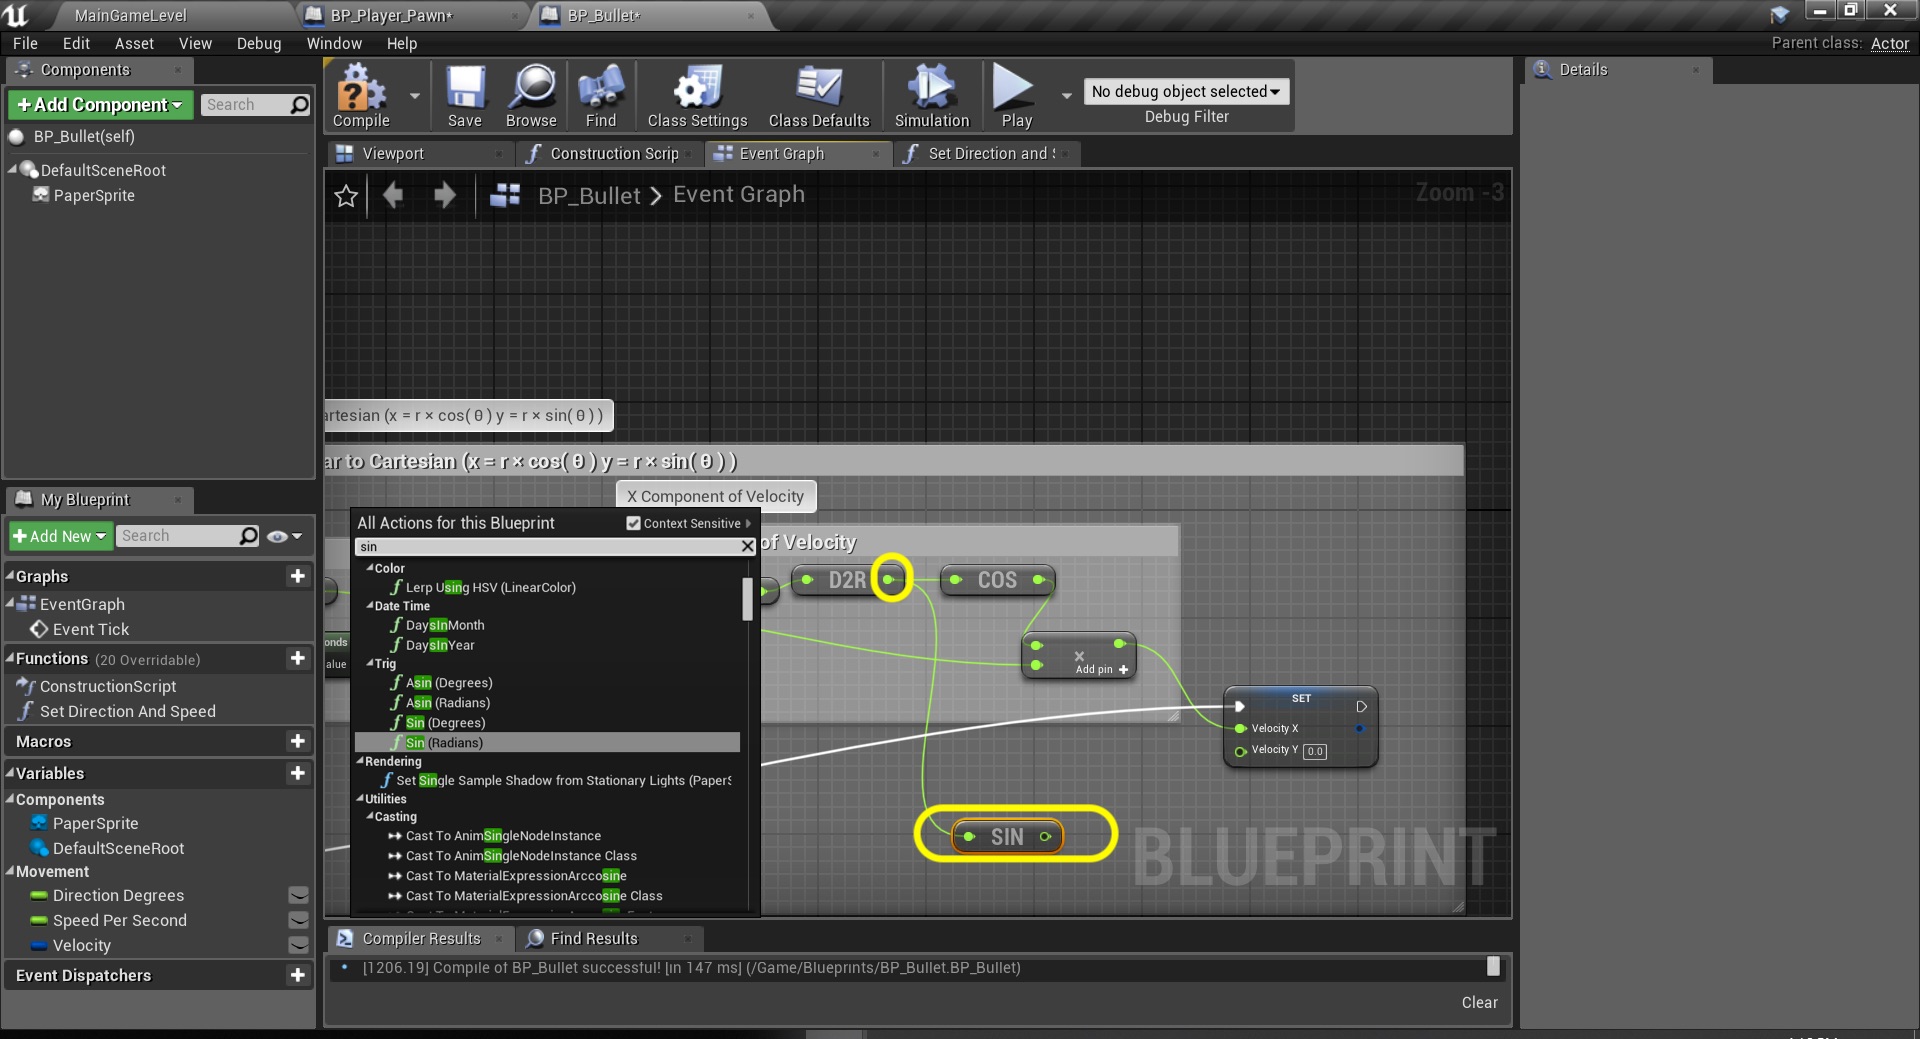 MainGameLevel
BP_Player_Pawn*
BP_Bullet*
File Edit Asset View Debug Window Help
Parent class: Actor
Components
+Add Component
Search
BP_Bullet(self)
DefaultSceneRoot
PaperSprite
My Blueprint
+Add New
Search
Graphs
EventGraph
Event Tick
Functions (20 Overridable)
ConstructionScript
Set Direction And Speed
Macros
Variables
Components
PaperSprite
DefaultSceneRoot
Movement
Direction Degrees
Speed Per Second
Velocity
Event Dispatchers
Compile Save Browse Find Class Settings Class Defaults Simulation Play
No debug object selected
Debug Filter
Viewport
Construction Scrip
Event Graph
Set Direction and
BP_Bullet > Event Graph
Zoom -3
artesian (x = r × cos( θ ) y = r × sin( θ ) )
ar to Cartesian (x = r × cos( θ ) y = r × sin( θ ) )
X Component of Velocity
of Velocity
All Actions for this Blueprint
Context Sensitive
sin
Color
Lerp Using HSV (LinearColor)
Date Time
DaysInMonth
DaysInYear
Trig
Asin (Degrees)
Asin (Radians)
Sin (Degrees)
Sin (Radians)
Rendering
Set Single Sample Shadow from Stationary Lights (PaperS
Utilities
Casting
Cast To AnimSingleNodeInstance
Cast To AnimSingleNodeInstance Class
Cast To MaterialExpressionArccosine
Cast To MaterialExpressionArccosine Class
onds
alue
D2R
COS
×
Add pin +
SET
Velocity X
Velocity Y 0.0
SIN
BLUEPRINT
Compiler Results
Find Results
[1206.19] Compile of BP_Bullet successful! [in 147 ms] (/Game/Blueprints/BP_Bullet.BP_Bullet)
Clear
Details